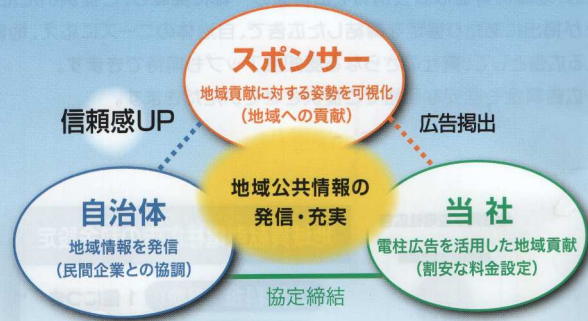 スポンサー
地域貢献に対する姿勢を可視化
(地域への貢献)
信頼感UP
広告掲出
地域公共情報の
発信・充実
自治体
地域情報を発信
(民間企業との協調)
当社
電柱広告を活用した地域貢献
(割安な料金設定)
協定締結